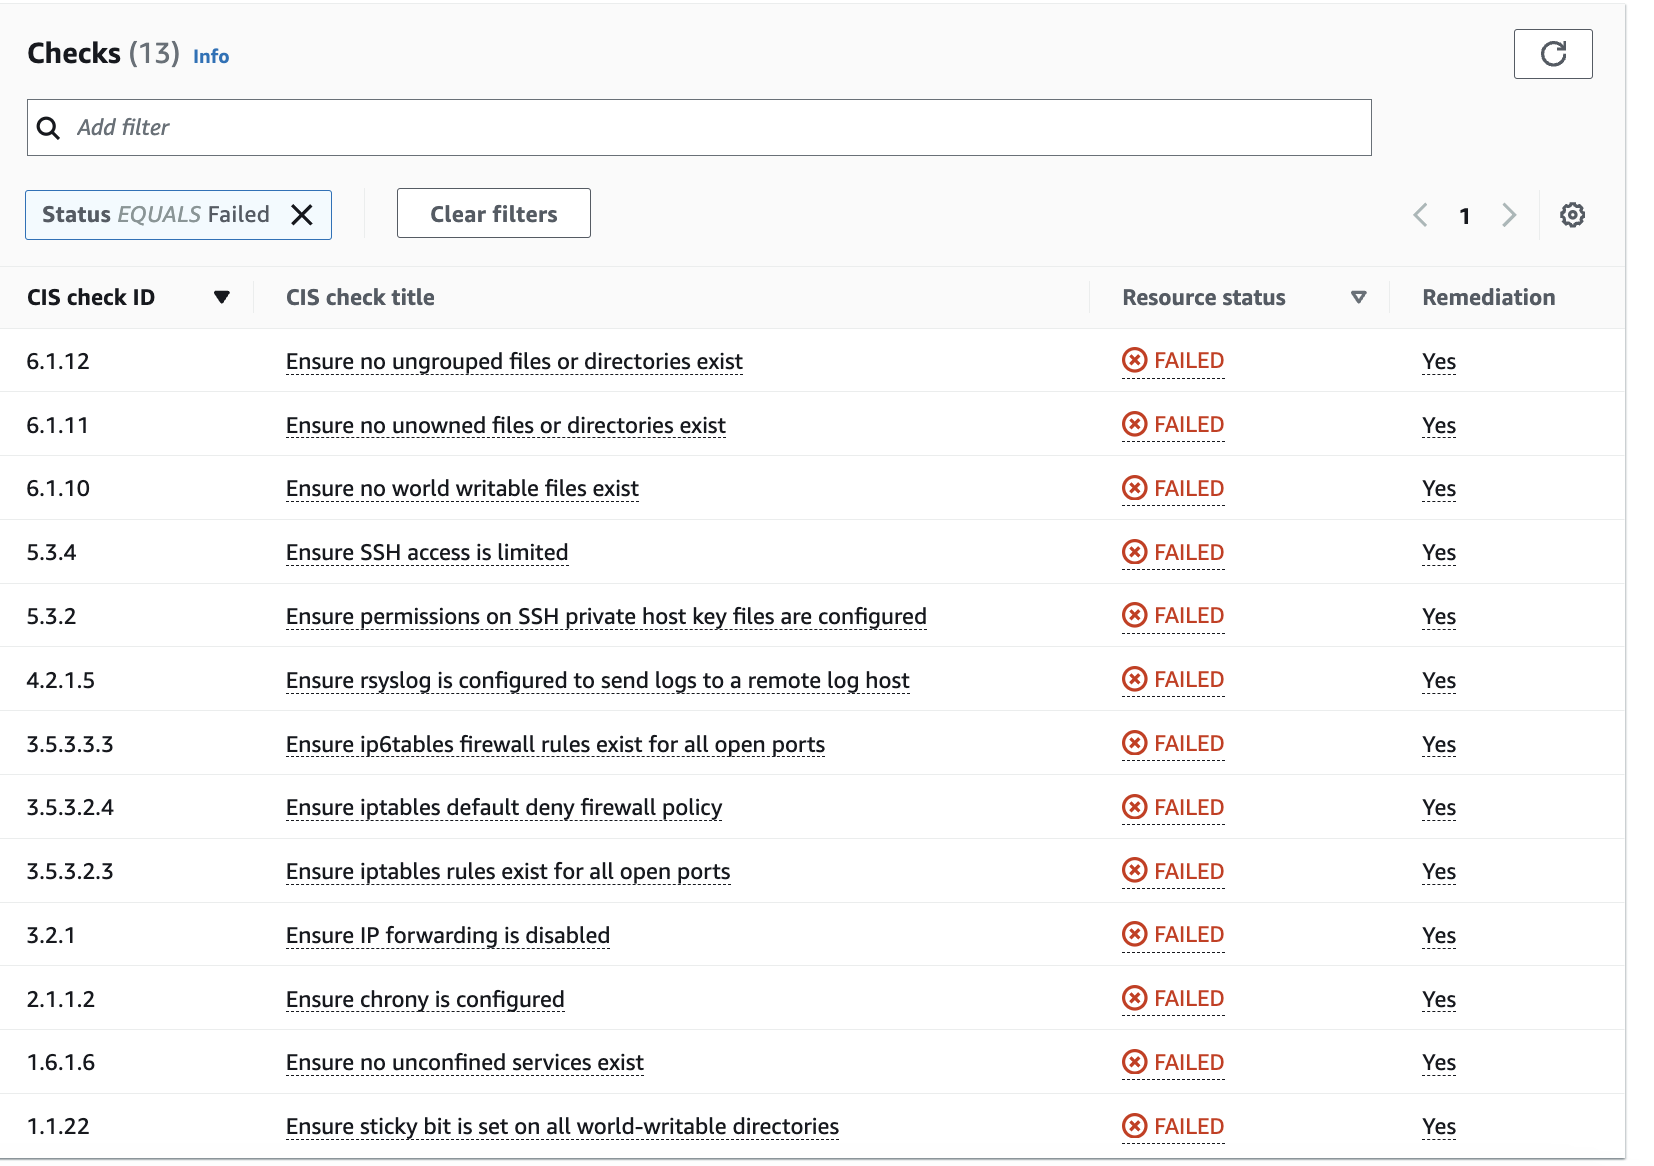 Checks (13) Info
Add filter
Status EQUALS Failed
Clear filters
1
CIS check ID CIS check title Resource status Remediation
6.1.12 Ensure no ungrouped files or directories exist FAILED Yes
6.1.11 Ensure no unowned files or directories exist FAILED Yes
6.1.10 Ensure no world writable files exist FAILED Yes
5.3.4 Ensure SSH access is limited FAILED Yes
5.3.2 Ensure permissions on SSH private host key files are configured FAILED Yes
4.2.1.5 Ensure rsyslog is configured to send logs to a remote log host FAILED Yes
3.5.3.3.3 Ensure ip6tables firewall rules exist for all open ports FAILED Yes
3.5.3.2.4 Ensure iptables default deny firewall policy FAILED Yes
3.5.3.2.3 Ensure iptables rules exist for all open ports FAILED Yes
3.2.1 Ensure IP forwarding is disabled FAILED Yes
2.1.1.2 Ensure chrony is configured FAILED Yes
1.6.1.6 Ensure no unconfined services exist FAILED Yes
1.1.22 Ensure sticky bit is set on all world-writable directories FAILED Yes